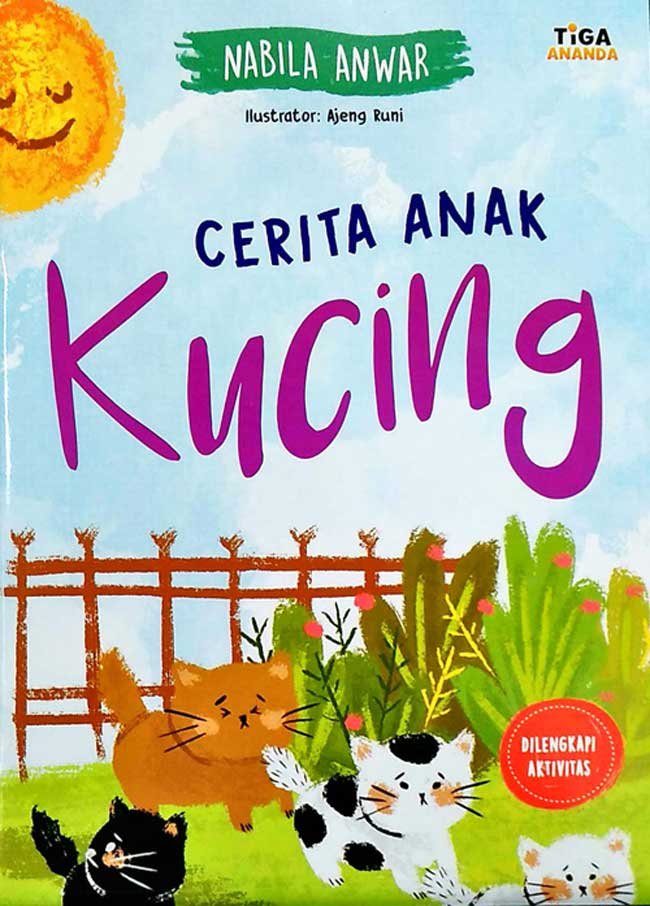 NABILA ANWAR
TIGA
ANANDA
Ilustrator: Ajeng Runi
CERITA ANAK
Kucing
DILENGKAPI
AKTIVITAS